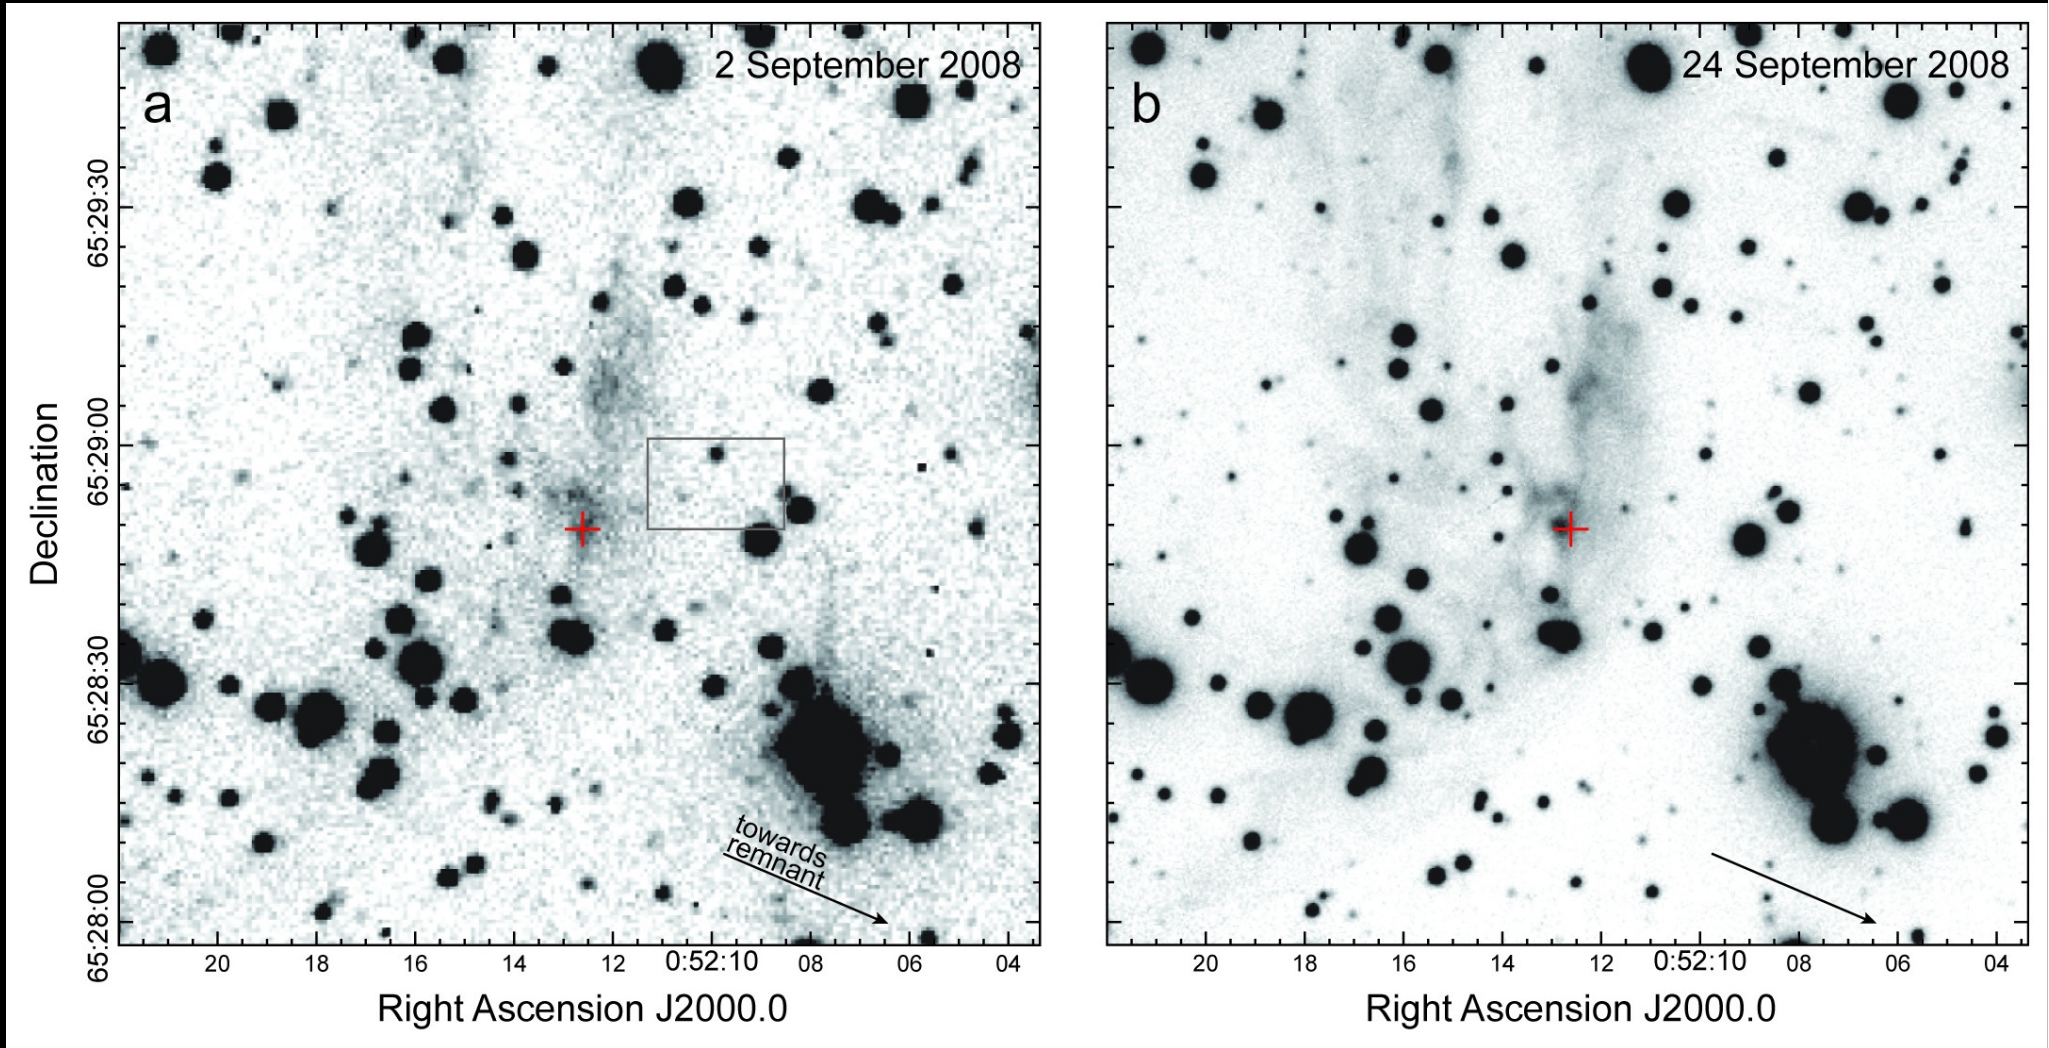 2 September 2008
a
Declination
65:29:30
65:29:00
65:28:30
65:28:00
towards
remnant
20 18 16 14 12 0:52:10 08 06 04
Right Ascension J2000.0
24 September 2008
b
20 18 16 14 12 0:52:10 08 06 04
Right Ascension J2000.0